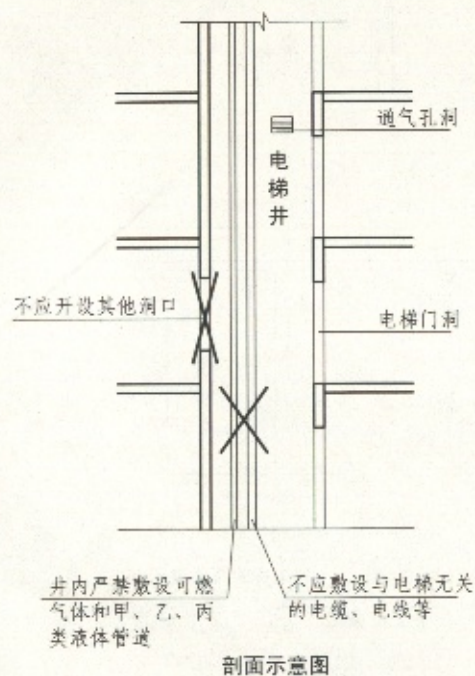 通气孔洞
电
梯
井
不应开设其他洞口
电梯门洞
井内严禁敷设可燃
气体和甲、乙、丙
类液体管道
不应敷设与电梯无关
的电缆、电线等
剖面示意图